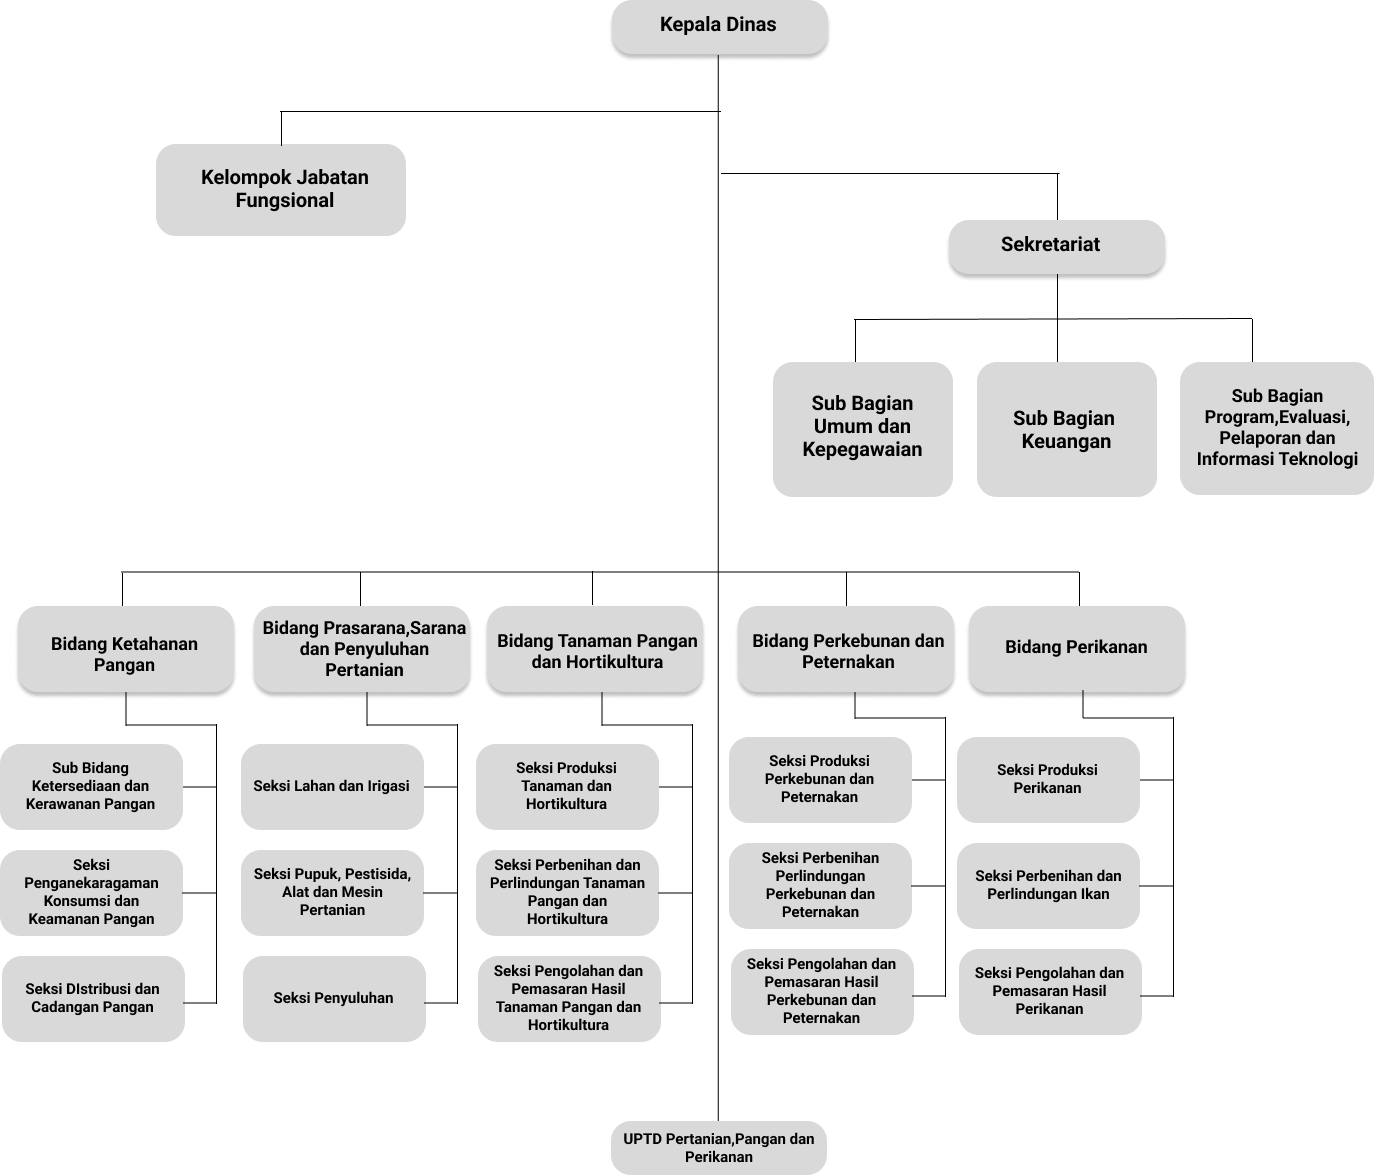 Kepala Dinas
Kelompok Jabatan
Fungsional
Sekretariat
Sub Bagian
Umum dan
Kepegawaian
Sub Bagian
Keuangan
Sub Bagian
Program,Evaluasi,
Pelaporan dan
Informasi Teknologi
Bidang Ketahanan
Pangan
Bidang Prasarana,Sarana
dan Penyuluhan
Pertanian
Bidang Tanaman Pangan
dan Hortikultura
Bidang Perkebunan dan
Peternakan
Bidang Perikanan
Sub Bidang
Ketersediaan dan
Kerawanan Pangan
Seksi Lahan dan Irigasi
Seksi Produksi
Tanaman dan
Hortikultura
Seksi Produksi
Perkebunan dan
Peternakan
Seksi Produksi
Perikanan
Seksi
Penganekaragaman
Konsumsi dan
Keamanan Pangan
Seksi Pupuk, Pestisida,
Alat dan Mesin
Pertanian
Seksi Perbenihan dan
Perlindungan Tanaman
Pangan dan
Hortikultura
Seksi Perbenihan
Perlindungan
Perkebunan dan
Peternakan
Seksi Perbenihan dan
Perlindungan Ikan
Seksi DIstribusi dan
Cadangan Pangan
Seksi Penyuluhan
Seksi Pengolahan dan
Pemasaran Hasil
Tanaman Pangan dan
Hortikultura
Seksi Pengolahan dan
Pemasaran Hasil
Perkebunan dan
Peternakan
Seksi Pengolahan dan
Pemasaran Hasil
Perikanan
UPTD Pertanian,Pangan dan
Perikanan